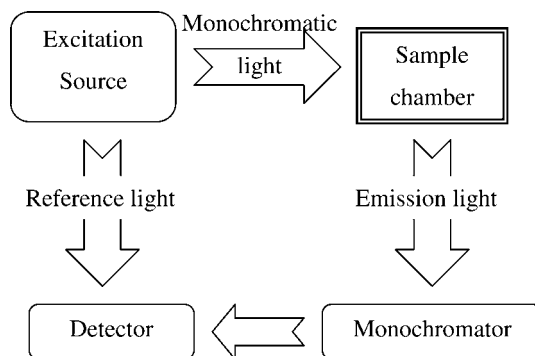 Excitation
Source
Monochromatic
light
Sample
chamber
Reference light
Emission light
Detector
Monochromator